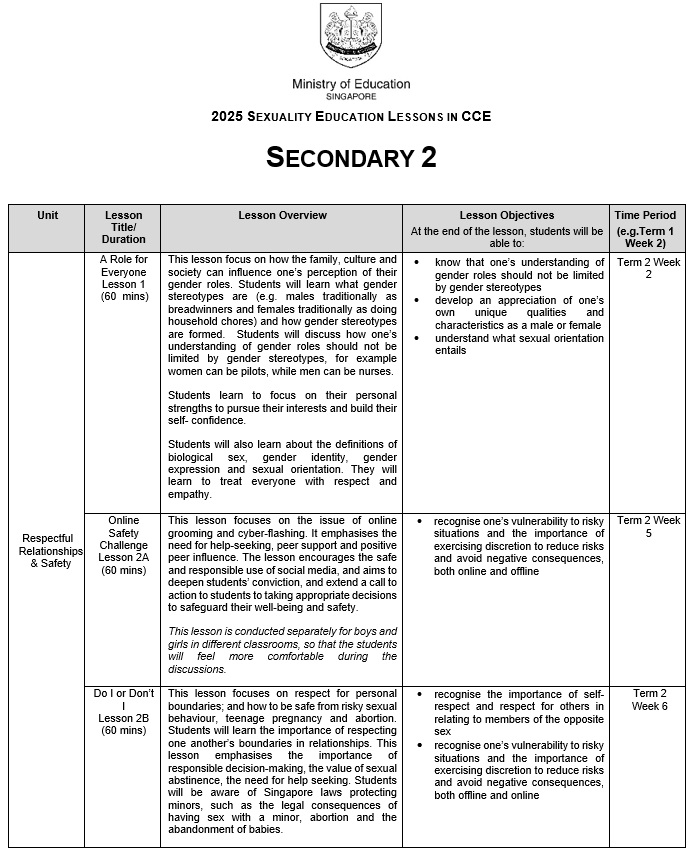 Ministry of Education
SINGAPORE
2025 SEXUALITY EDUCATION LESSONS IN CCE
SECONDARY 2
Unit
Lesson
Title/
Duration
Lesson Overview
Lesson Objectives
At the end of the lesson, students will be
able to:
Time Period
(e.g.Term 1
Week 2)
Respectful
Relationships
& Safety
A Role for
Everyone
Lesson 1
(60 mins)
This lesson focus on how the family, culture and
society can influence one's perception of their
gender roles. Students will learn what gender
stereotypes are (e.g. males traditionally as
breadwinners and females traditionally as doing
household chores) and how gender stereotypes
are formed. Students will discuss how one's
understanding of gender roles should not be
limited by gender stereotypes, for example
women can be pilots, while men can be nurses.
Students learn to focus on their personal
strengths to pursue their interests and build their
self- confidence.
Students will also learn about the definitions of
biological sex, gender identity, gender
expression and sexual orientation. They will
learn to treat everyone with respect and
empathy.
• know that one's understanding of
gender roles should not be limited
by gender stereotypes
• develop an appreciation of one's
own unique qualities and
characteristics as a male or female
• understand what sexual orientation
entails
Term 2 Week
2
Online
Safety
Challenge
Lesson 2A
(60 mins)
This lesson focuses on the issue of online
grooming and cyber-flashing. It emphasises the
need for help-seeking, peer support and positive
peer influence. The lesson encourages the safe
and responsible use of social media, and aims to
deepen students' conviction, and extend a call to
action to students to taking appropriate decisions
to safeguard their well-being and safety.
This lesson is conducted separately for boys and
girls in different classrooms, so that the students
will feel more comfortable during the
discussions.
• recognise one's vulnerability to risky
situations and the importance of
exercising discretion to reduce risks
and avoid negative consequences,
both online and offline
Term 2 Week
5
Do I or Don't
I
Lesson 2B
(60 mins)
This lesson focuses on respect for personal
boundaries; and how to be safe from risky sexual
behaviour, teenage pregnancy and abortion.
Students will learn the importance of respecting
one another's boundaries in relationships. This
lesson emphasises the importance of
responsible decision-making, the value of sexual
abstinence, the need for help seeking. Students
will be aware of Singapore laws protecting
minors, such as the legal consequences of
having sex with a minor, abortion and the
abandonment of babies.
• recognise the importance of self-
respect and respect for others in
relating to members of the opposite
sex
• recognise one's vulnerability to risky
situations and the importance of
exercising discretion to reduce risks
and avoid negative consequences,
both offline and online
Term 2
Week 6